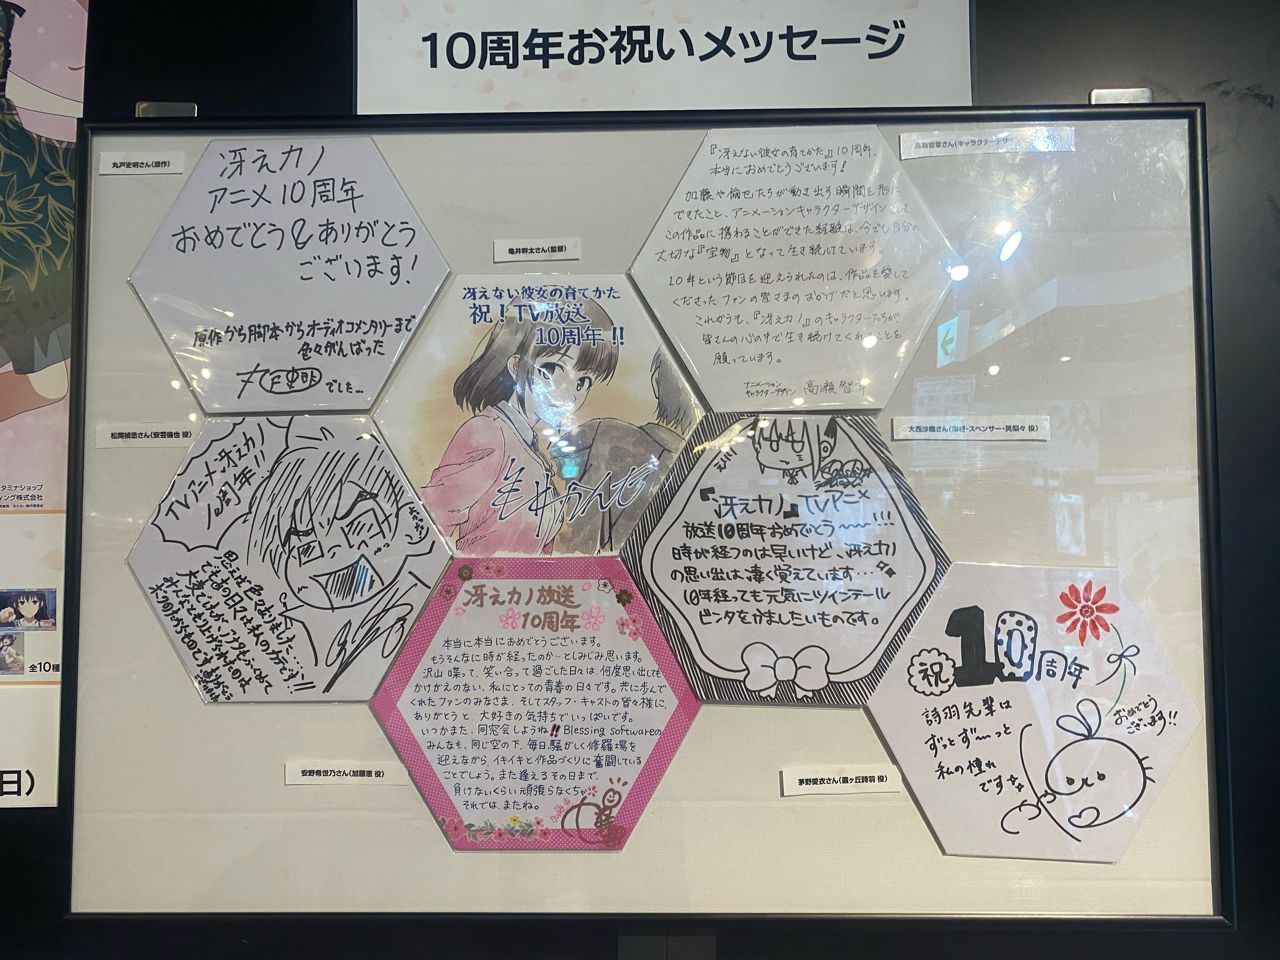 10周年お祝いメッセージ
丸戸史明さん(原作)
冴えカノ
アニメ10周年
おめでとう&ありがとう
ございます!
原作から脚本からオーディオコメンタリーまで
色々がんばった
丸戸史明でした…
亀井幹太さん(監督)
冴えない彼女の育てかた
祝!TV放送
10周年!!
高瀬智章さん(キャラクターデザ
『冴えない彼女の育てかた』10周年、
本当におめでとうございます!
加藤や倫也たちが動き出す瞬間を形に
できたこと、アニメーションキャラクターデザインとして
この作品に携わることができた経験は、今でも自分の
大切な『宝物』となって生き続けています。
10年という節目を迎えられたのは、作品を愛して
くださったファンの皆さまのおかげだと思います。
これからも、『冴えカノ』のキャラクターたちが
皆さんの心の中で生き続けてくれることを
願っています。
アニメーション
キャラクターデザイン 高瀬智章
松岡禎丞さん(安芸倫也 役)
TVアニメ・冴えカノ
10周年!!
思えば色々ありました…
大西沙織さん(澤村・スペンサー・英梨々 役)
『冴えカノ』TVアニメ
放送10周年おめでとう〜〜!!!
時が経つのは早いけど、冴えカノ
の思い出は凄く覚えています…
10年経っても元気にツインテール
ビンタをかましたいものです。
安野希世乃さん(加藤恵 役)
冴えカノ放送
10周年
本当に本当におめでとうございます。
もうそんなに時が経ったのか…としみじみ思います。
沢山喋って、笑い合って過ごした日々は、何度思い出しても
かけがえのない、私にとっての青春の日々です。共に歩んで
くれたファンのみなさま、そしてスタッフ・キャストの皆々様に、
ありがとうと、大好きの気持ちでいっぱいです。
いつかまた、同窓会しようね!! Blessing softwareの
みんなも、同じ空の下、毎日騒がしく修羅場を
迎えながら、イキイキと作品づくりに奮闘している
ことでしょう。また逢えるその日まで、
負けないくらい頑張らなくちゃ
それでは、またね。
茅野愛衣さん(霞ヶ丘詩羽 役)
祝10周年
おめでとう
ございます!!
詩羽先輩は
ずっとず〜っと
私の憧れ
です
タミナショップ
ィング株式会社
全10種
日)